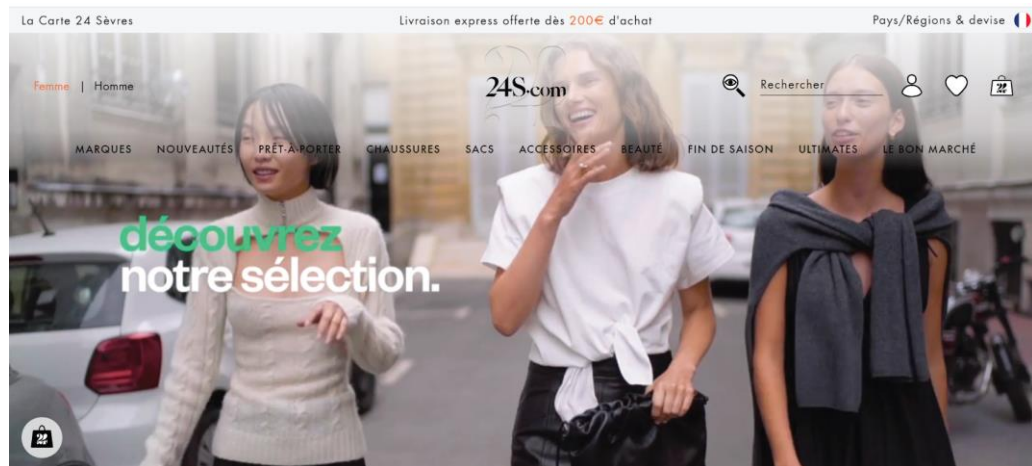 La Carte 24 Sèvres
Livraison express offerte dès 200€ d'achat
Pays/Régions & devise
Femme | Homme
24S.com
Rechercher
MARQUES NOUVEAUTÉS PRÊT-À-PORTER CHAUSSURES SACS ACCESSOIRES BEAUTÉ FIN DE SAISON ULTIMATES LE BON MARCHÉ
découvrez
notre sélection.